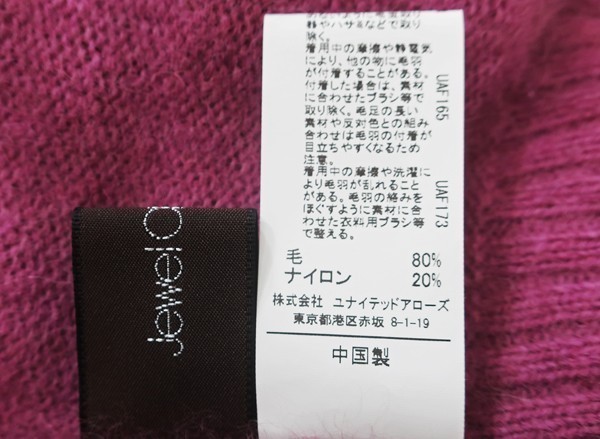 静やハサミなどで取り
除く。
着用中の摩擦や静電気
により、他の物に毛羽
が付着することがある。
付着した場合は、素材
に合わせたブラシ等で
取り除く。毛足の長い
素材や反対色との組み
合わせは毛羽の付着が
目立ちやすくなるため
注意。
着用中の摩擦や洗濯に
より毛羽が乱れること
がある。毛羽の絡みを
ほぐすように素材に合
わせた衣料用ブラシ等
で整える。
UAF165
UAF173
毛 80%
ナイロン 20%
株式会社 ユナイテッドアローズ
東京都港区赤坂 8-1-19
中国製
Jewel